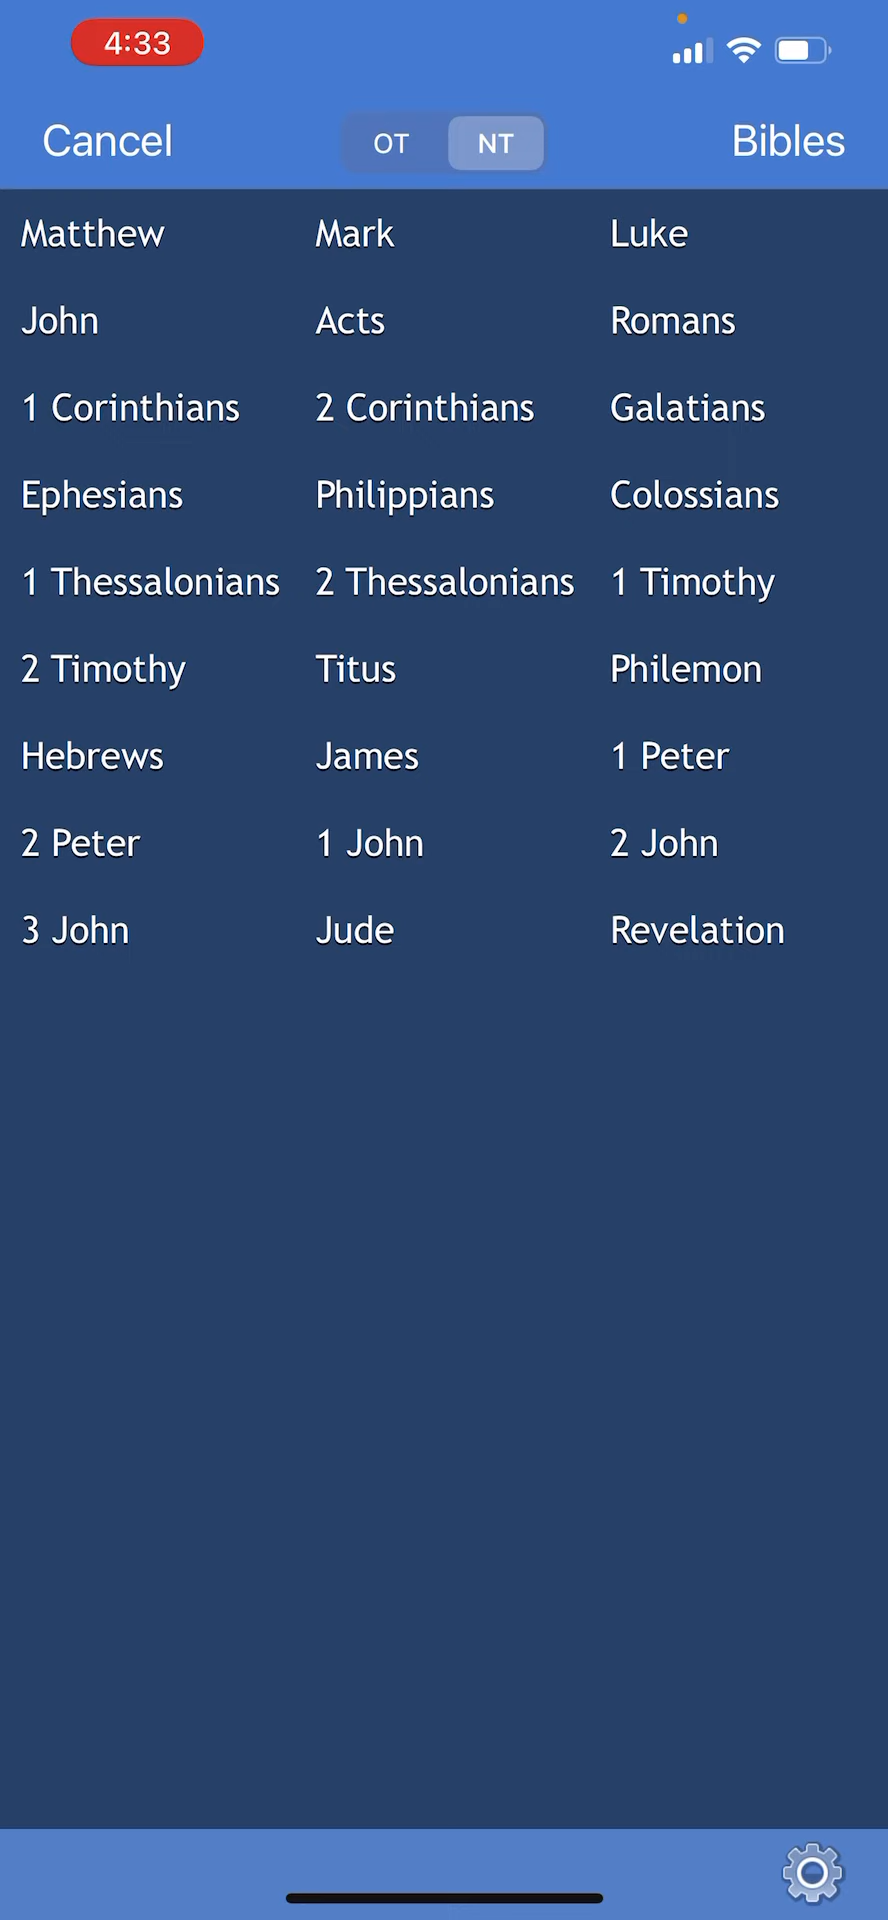 4:33
Cancel OT NT Bibles
Matthew Mark Luke
John Acts Romans
1 Corinthians 2 Corinthians Galatians
Ephesians Philippians Colossians
1 Thessalonians 2 Thessalonians 1 Timothy
2 Timothy Titus Philemon
Hebrews James 1 Peter
2 Peter 1 John 2 John
3 John Jude Revelation